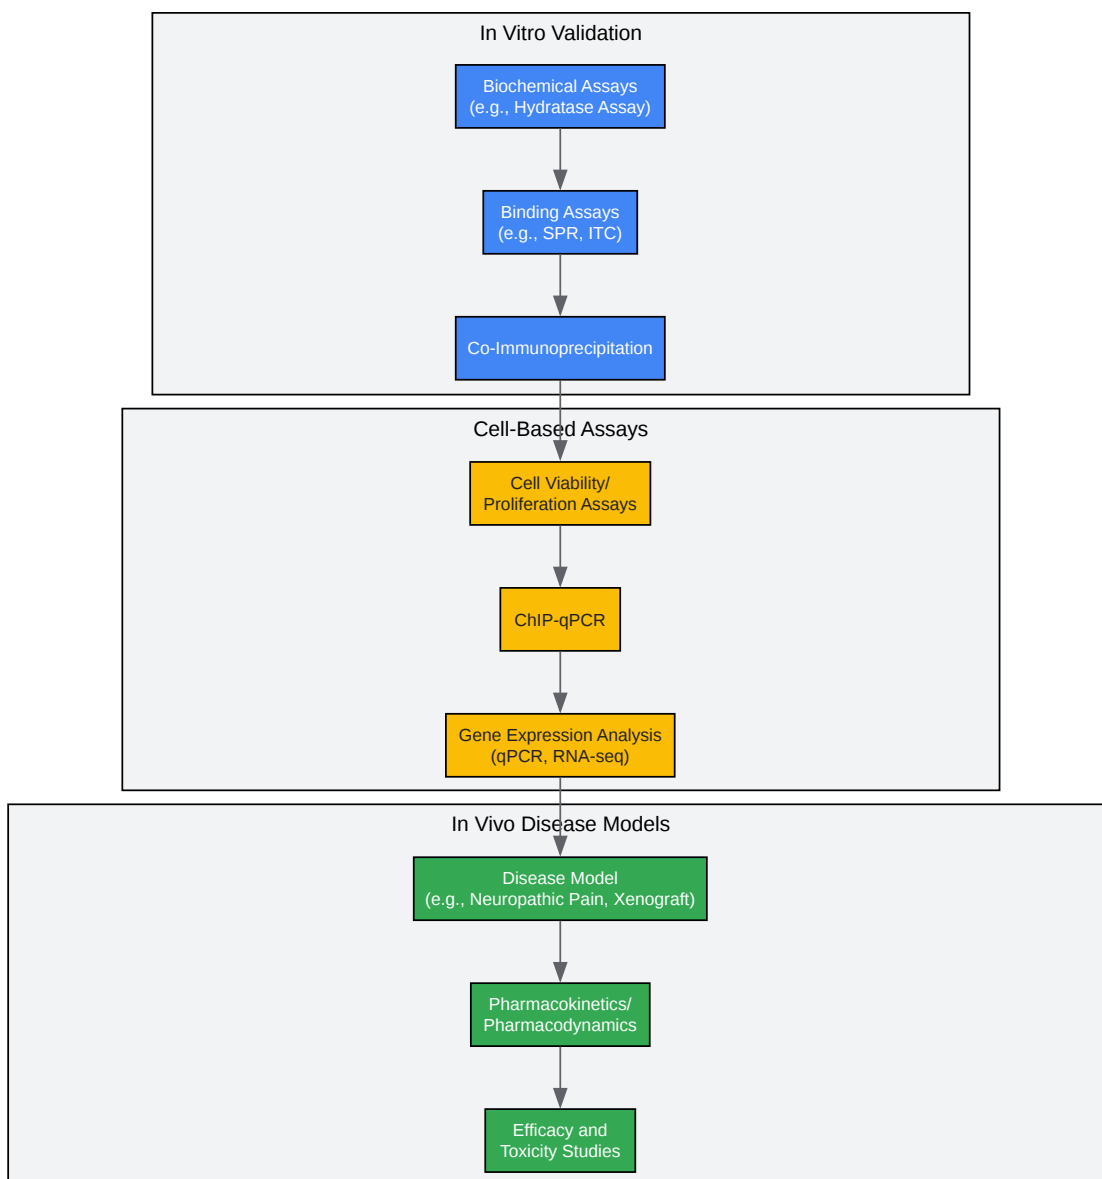 In Vitro Validation
Biochemical Assays
(e.g., Hydratase Assay)
Binding Assays
(e.g., SPR, ITC)
Co-Immunoprecipitation
Cell-Based Assays
Cell Viability/
Proliferation Assays
ChIP-qPCR
Gene Expression Analysis
(qPCR, RNA-seq)
In Vivo Disease Models
Disease Model
(e.g., Neuropathic Pain, Xenograft)
Pharmacokinetics/
Pharmacodynamics
Efficacy and
Toxicity Studies